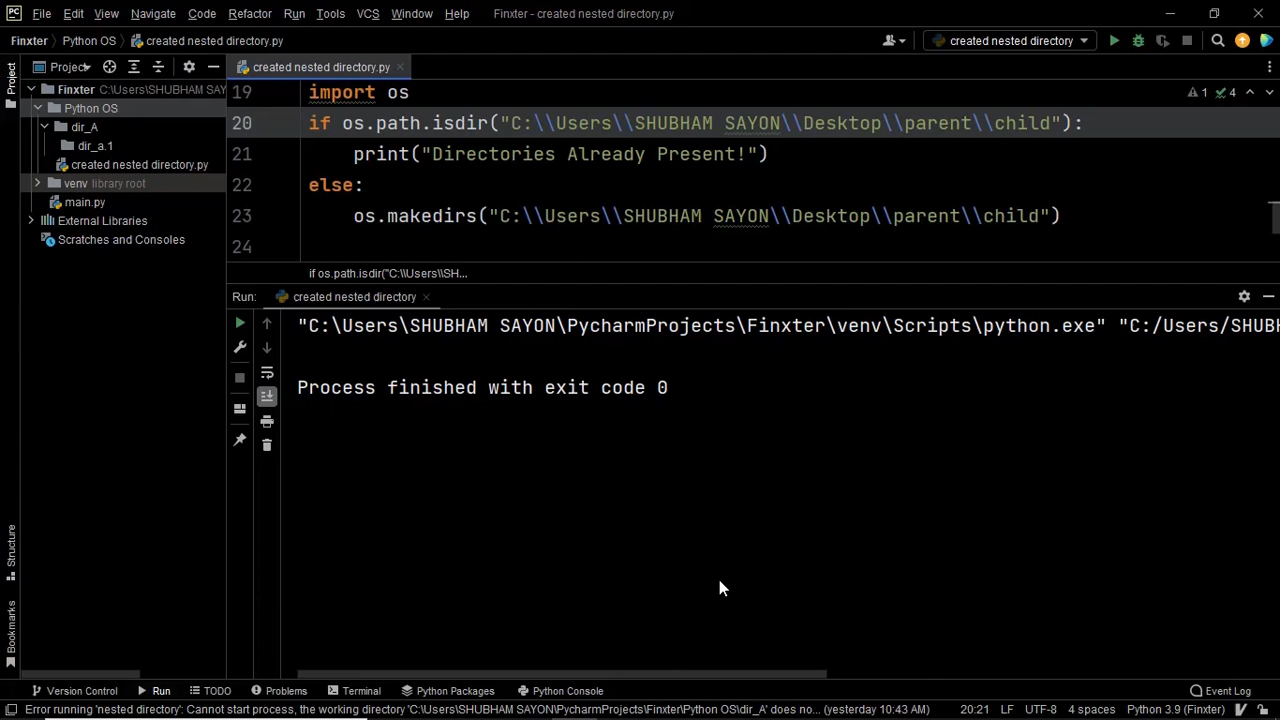 PC File Edit View Navigate Code Refactor Run Tools VCS Window Help Finxter - created nested directory.py
Finxter Python OS created nested directory.py created nested directory
Project created nested directory.py
Project
Finxter C:\Users\SHUBHAM SAY
Python OS
dir_A
dir_a.1
created nested directory.py
venv library root
main.py
External Libraries
Scratches and Consoles
1 4
19 import os
20 if os.path.isdir("C:\\Users\\SHUBHAM SAYON\\Desktop\\parent\\child"):
21 print("Directories Already Present!")
22 else:
23 os.makedirs("C:\\Users\\SHUBHAM SAYON\\Desktop\\parent\\child")
24
if os.path.isdir("C:\\Users\\SH...
Run: created nested directory
"C:\Users\SHUBHAM SAYON\PycharmProjects\Finxter\venv\Scripts\python.exe" "C:/Users/SHUB
Process finished with exit code 0
Structure
Bookmarks
Version Control Run TODO Problems Terminal Python Packages Python Console Event Log
Error running 'nested directory': Cannot start process, the working directory 'C:\Users\SHUBHAM SAYON\PycharmProjects\Finxter\Python OS\dir_A' does no... (yesterday 10:43 AM) 20:21 LF UTF-8 4 spaces Python 3.9 (Finxter)